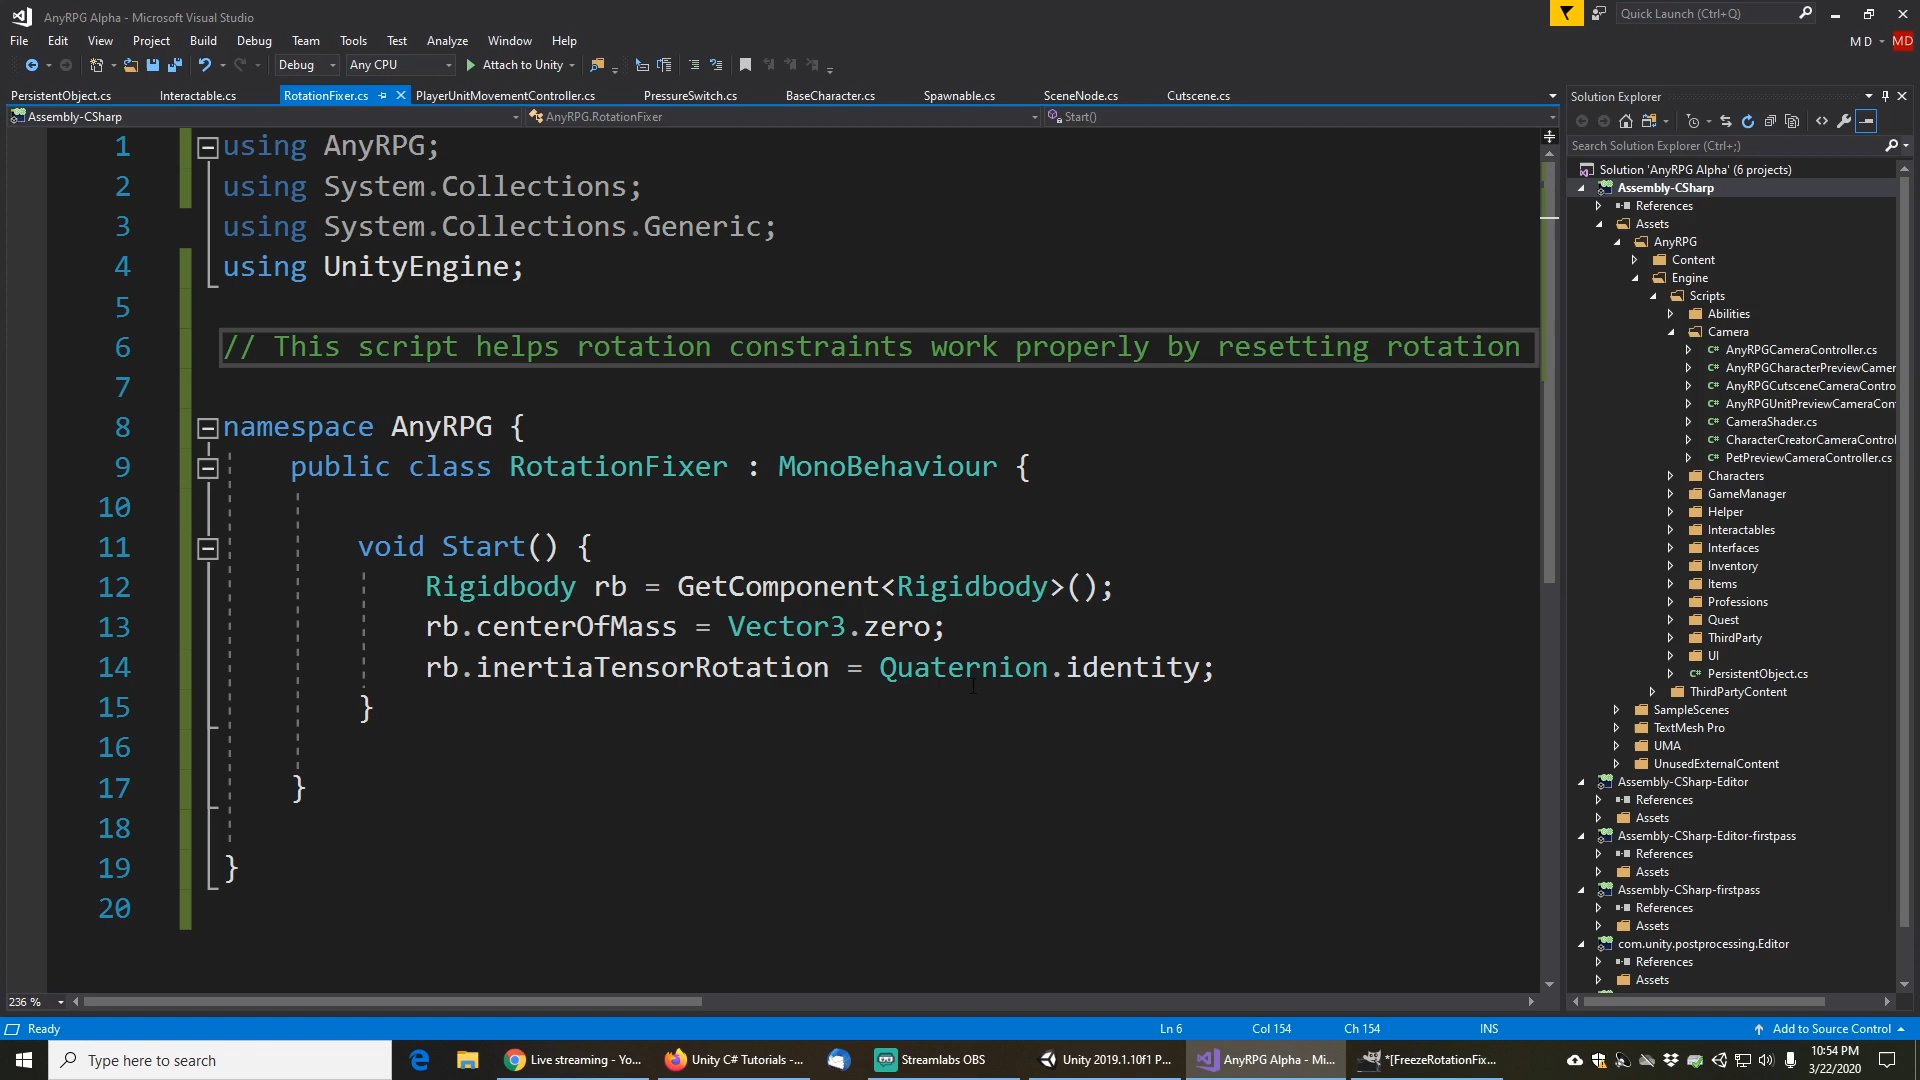 AnyRPG Alpha - Microsoft Visual Studio
Quick Launch (Ctrl+Q)
File Edit View Project Build Debug Team Tools Test Analyze Window Help
M D MD
Debug Any CPU Attach to Unity
PersistentObject.cs Interactable.cs RotationFixer.cs PlayerUnitMovementController.cs PressureSwitch.cs BaseCharacter.cs Spawnable.cs SceneNode.cs Cutscene.cs
Assembly-CSharp AnyRPG.RotationFixer Start()
1 using AnyRPG;
2 using System.Collections;
3 using System.Collections.Generic;
4 using UnityEngine;
5
6 // This script helps rotation constraints work properly by resetting rotation
7
8 namespace AnyRPG {
9 public class RotationFixer : MonoBehaviour {
10
11 void Start() {
12 Rigidbody rb = GetComponent<Rigidbody>();
13 rb.centerOfMass = Vector3.zero;
14 rb.inertiaTensorRotation = Quaternion.identity;
15 }
16
17 }
18
19 }
20
236 %
Solution Explorer
Search Solution Explorer (Ctrl+;)
Solution 'AnyRPG Alpha' (6 projects)
Assembly-CSharp
References
Assets
AnyRPG
Content
Engine
Scripts
Abilities
Camera
C# AnyRPGCameraController.cs
C# AnyRPGCharacterPreviewCamer
C# AnyRPGCutsceneCameraContro
C# AnyRPGUnitPreviewCameraCon
C# CameraShader.cs
C# CharacterCreatorCameraControl
C# PetPreviewCameraController.cs
Characters
GameManager
Helper
Interactables
Interfaces
Inventory
Items
Professions
Quest
ThirdParty
UI
C# PersistentObject.cs
ThirdPartyContent
SampleScenes
TextMesh Pro
UMA
UnusedExternalContent
Assembly-CSharp-Editor
References
Assets
Assembly-CSharp-Editor-firstpass
References
Assets
Assembly-CSharp-firstpass
References
Assets
com.unity.postprocessing.Editor
References
Assets
Ready Ln 6 Col 154 Ch 154 INS Add to Source Control
Type here to search
Live streaming - Yo...
Unity C# Tutorials -...
Streamlabs OBS
Unity 2019.1.10f1 P...
AnyRPG Alpha - Mi...
*[FreezeRotationFix...
10:54 PM
3/22/2020